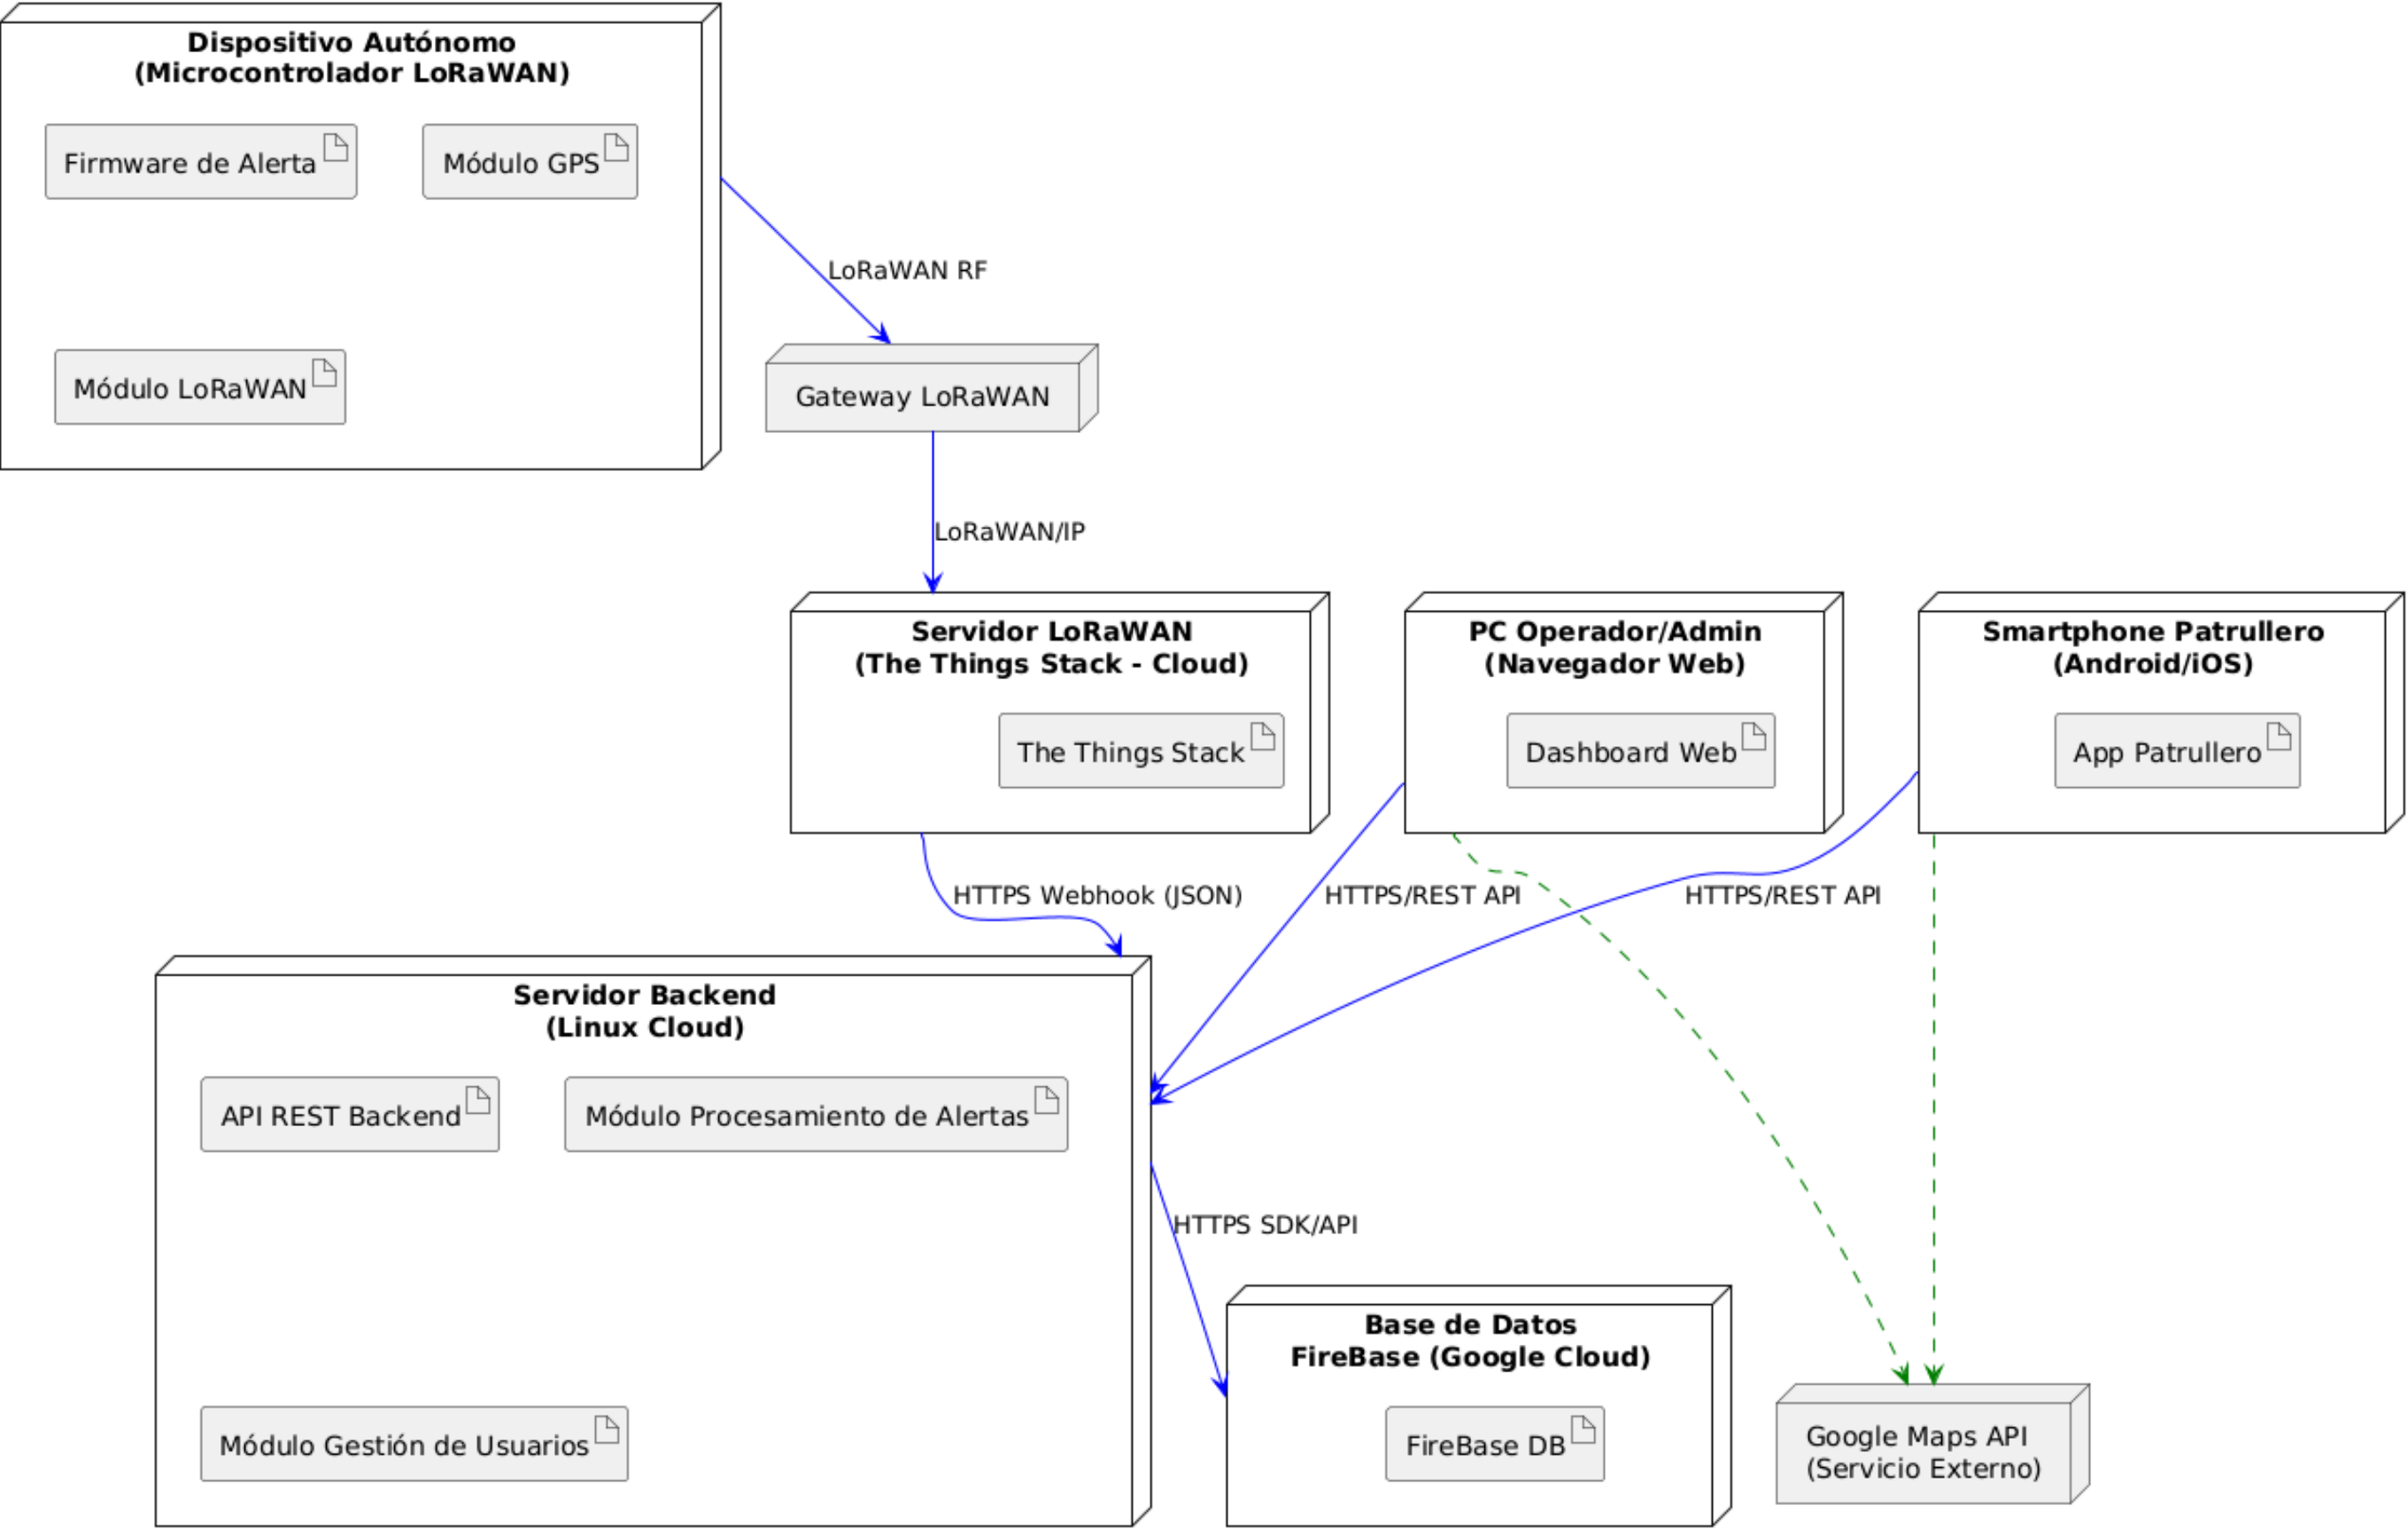 Dispositivo Autónomo
(Microcontrolador LoRaWAN)
Firmware de Alerta
Módulo GPS
Módulo LoRaWAN
LoRaWAN RF
Gateway LoRaWAN
LoRaWAN/IP
Servidor LoRaWAN
(The Things Stack - Cloud)
The Things Stack
PC Operador/Admin
(Navegador Web)
Dashboard Web
Smartphone Patrullero
(Android/iOS)
App Patrullero
HTTPS Webhook (JSON)
HTTPS/REST API
HTTPS/REST API
Servidor Backend
(Linux Cloud)
API REST Backend
Módulo Procesamiento de Alertas
Módulo Gestión de Usuarios
HTTPS SDK/API
Base de Datos
FireBase (Google Cloud)
FireBase DB
Google Maps API
(Servicio Externo)